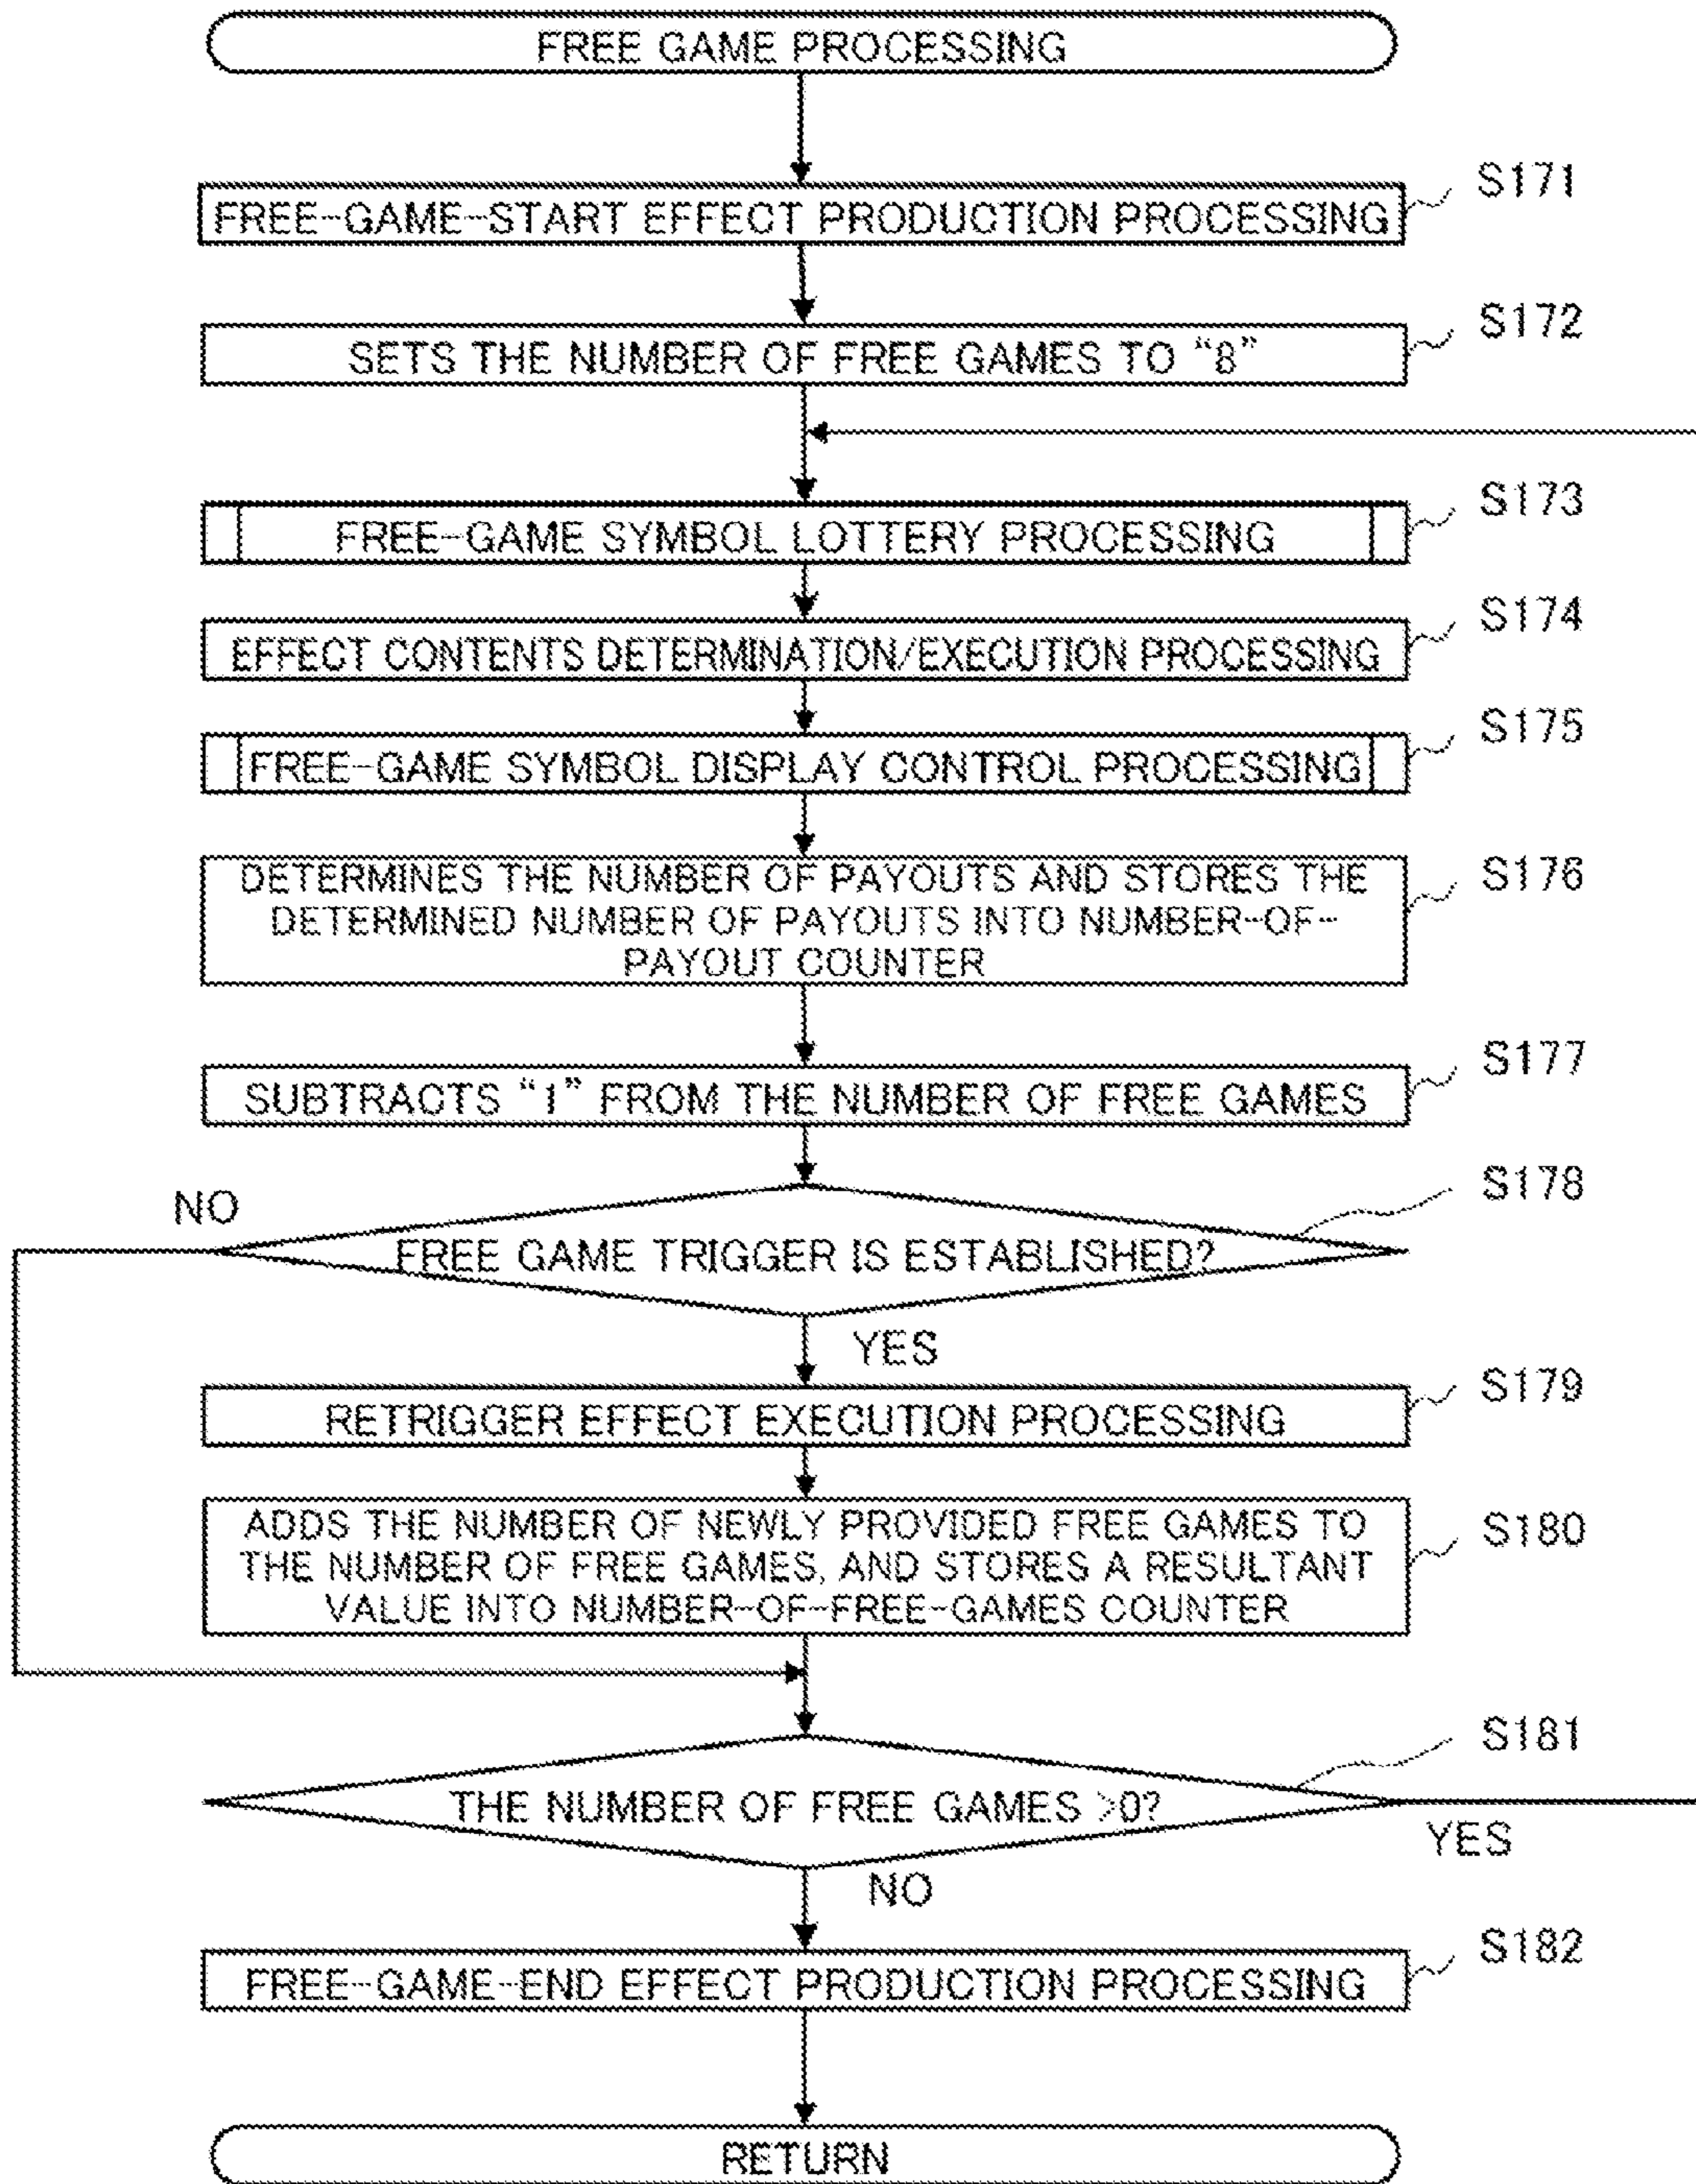 FREE GAME PROCESSING
S171
FREE-GAME-START EFFECT PRODUCTION PROCESSING
S172
SETS THE NUMBER OF FREE GAMES TO "8"
S173
FREE-GAME SYMBOL LOTTERY PROCESSING
S174
EFFECT CONTENTS DETERMINATION/EXECUTION PROCESSING
S175
FREE-GAME SYMBOL DISPLAY CONTROL PROCESSING
S176
DETERMINES THE NUMBER OF PAYOUTS AND STORES THE
DETERMINED NUMBER OF PAYOUTS INTO NUMBER-OF-
PAYOUT COUNTER
S177
SUBTRACTS "1" FROM THE NUMBER OF FREE GAMES
S178
NO
FREE GAME TRIGGER IS ESTABLISHED?
YES
S179
RETRIGGER EFFECT EXECUTION PROCESSING
S180
ADDS THE NUMBER OF NEWLY PROVIDED FREE GAMES TO
THE NUMBER OF FREE GAMES, AND STORES A RESULTANT
VALUE INTO NUMBER-OF-FREE-GAMES COUNTER
S181
THE NUMBER OF FREE GAMES >0?
YES
NO
S182
FREE-GAME-END EFFECT PRODUCTION PROCESSING
RETURN